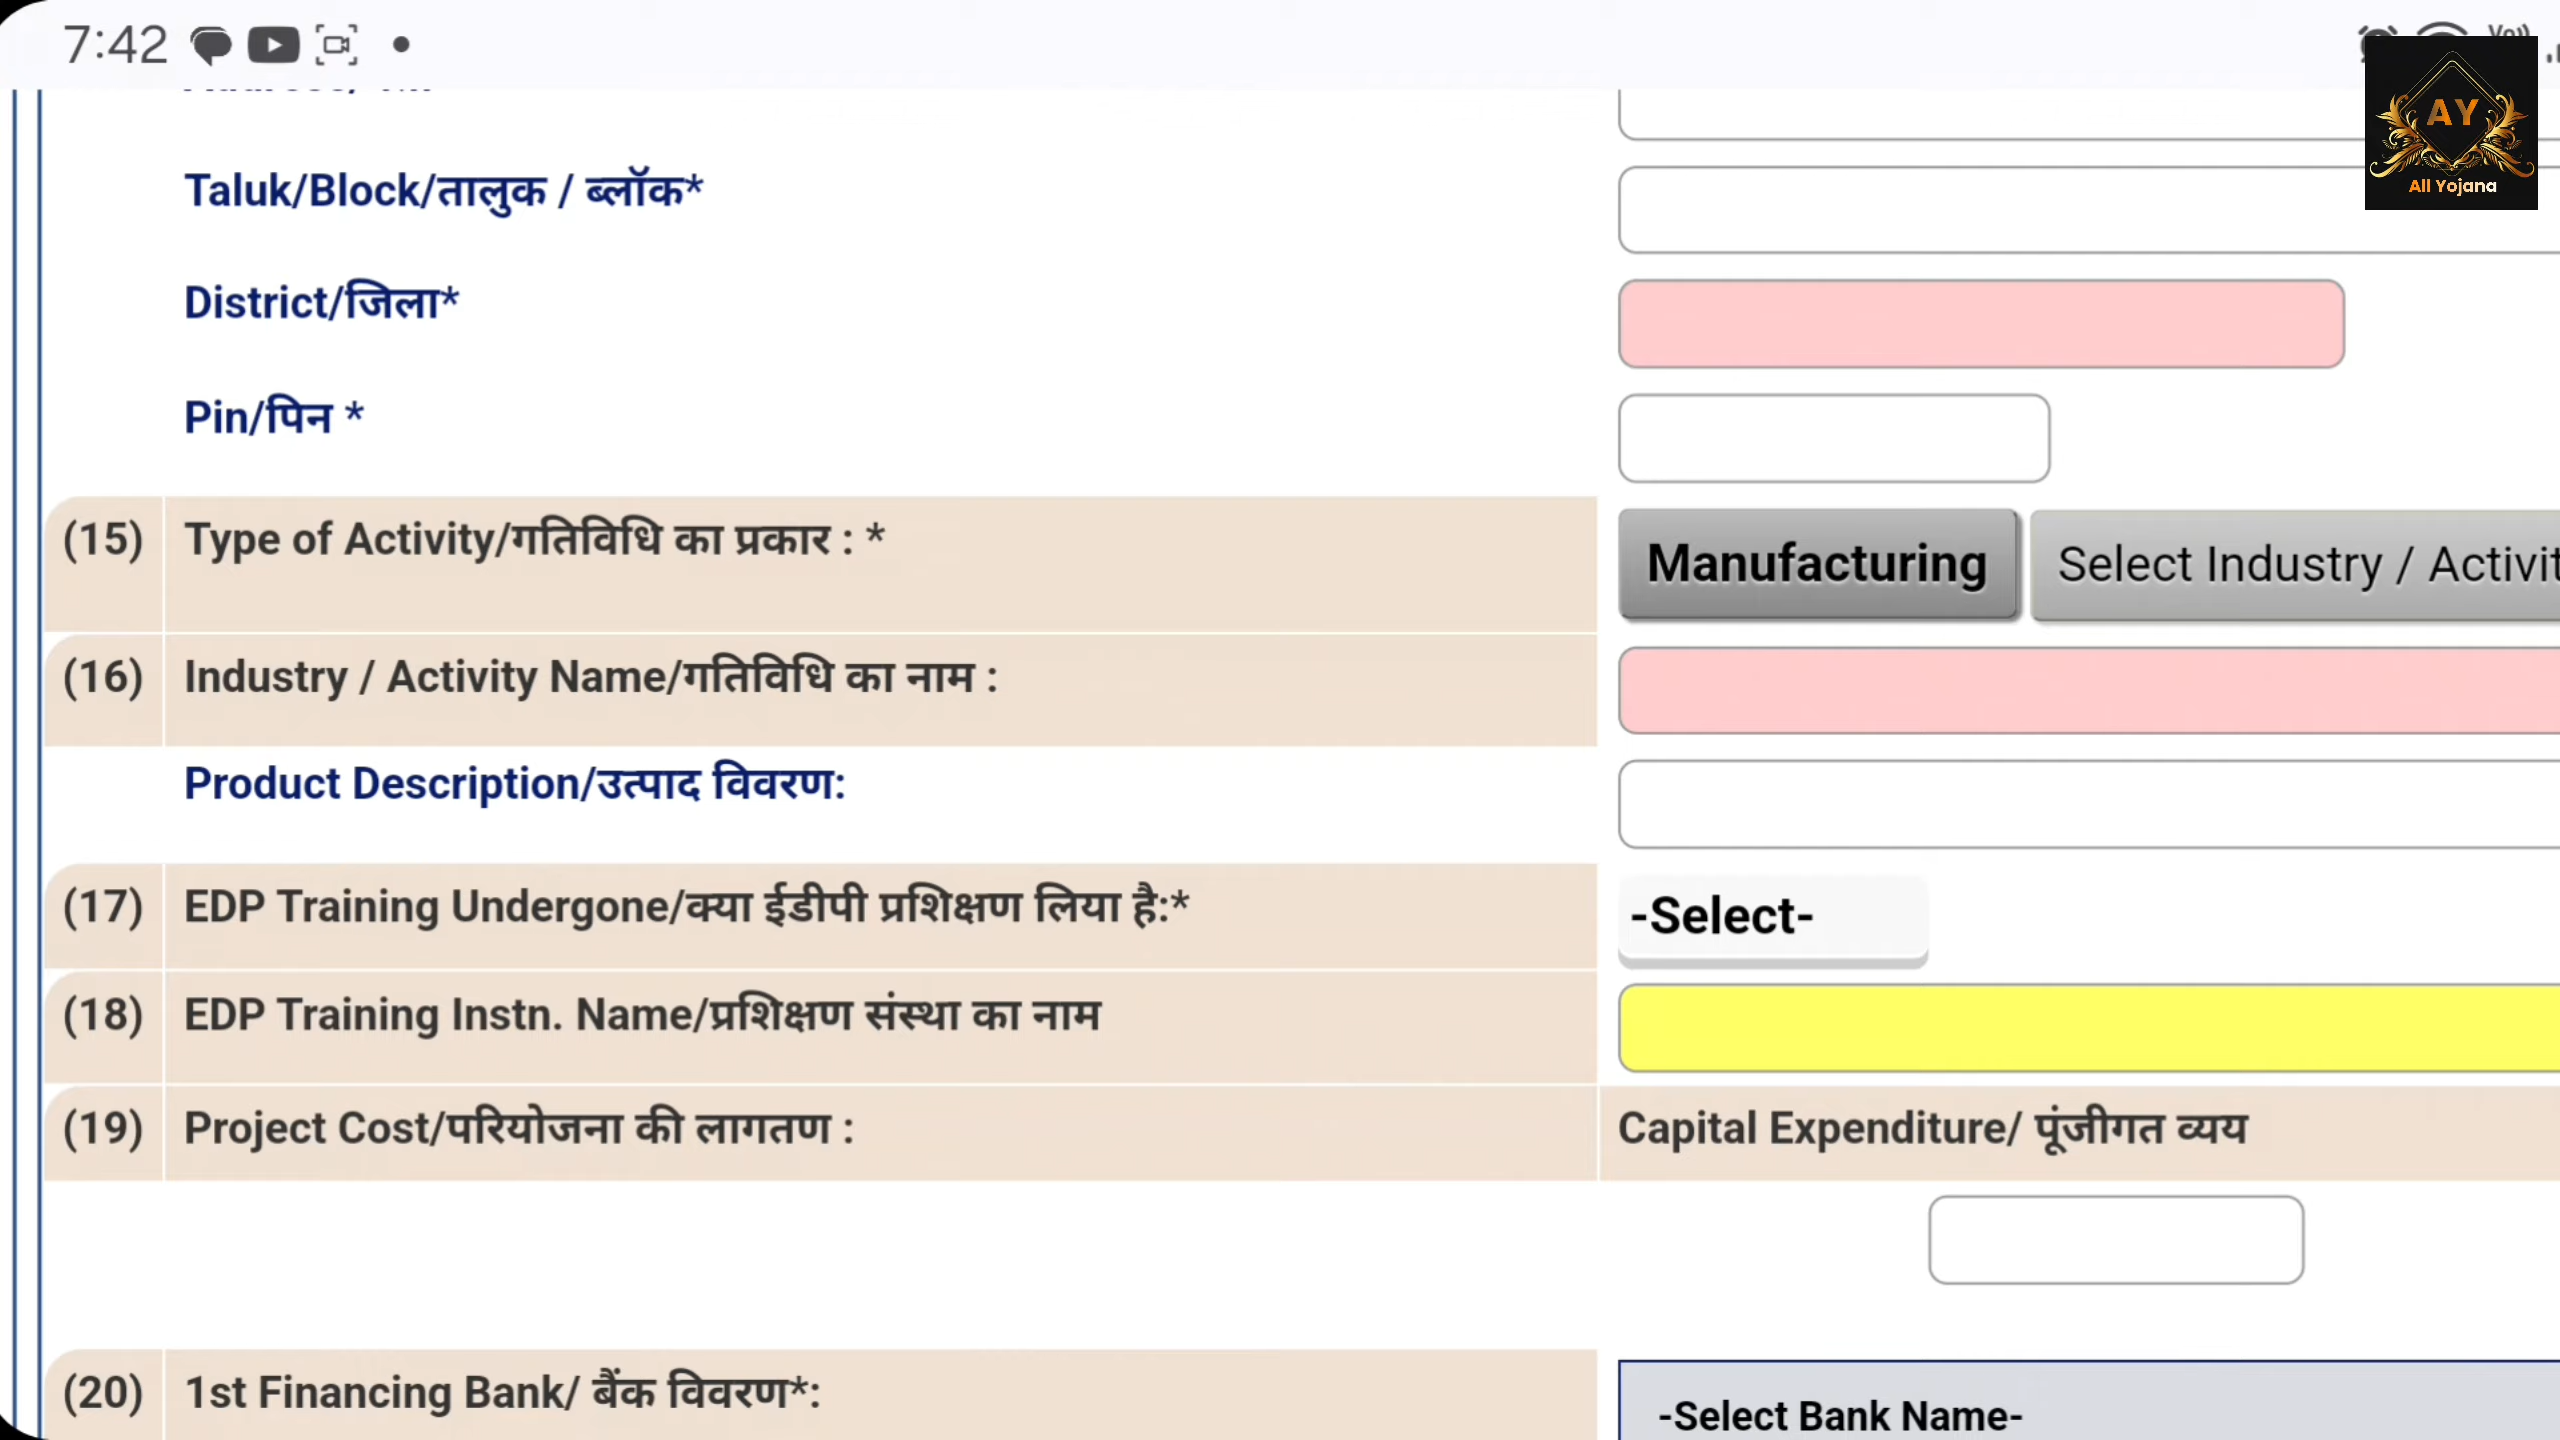 7:42
Taluk/Block/तालुक / ब्लॉक*
District/जिला*
Pin/पिन *
(15) Type of Activity/गतिविधि का प्रकार : * Manufacturing Select Industry / Activit
(16) Industry / Activity Name/गतिविधि का नाम :
Product Description/उत्पाद विवरण:
(17) EDP Training Undergone/क्या ईडीपी प्रशिक्षण लिया है:* -Select-
(18) EDP Training Instn. Name/प्रशिक्षण संस्था का नाम
(19) Project Cost/परियोजना की लागतण : Capital Expenditure/ पूंजीगत व्यय
(20) 1st Financing Bank/ बैंक विवरण*: -Select Bank Name-
AY
All Yojana